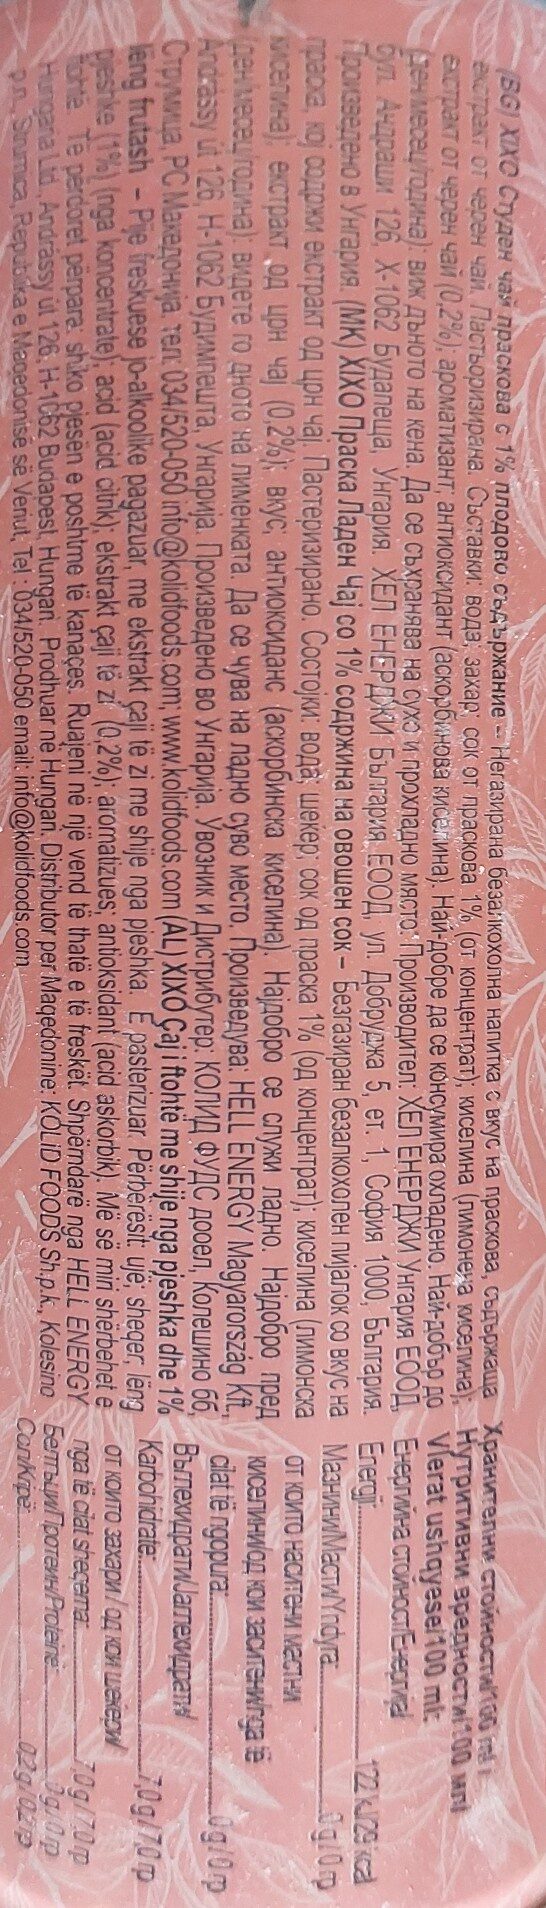 (BG) XIXO Студен чай праскова с 1% плодово съдържание – Негазирана безалкохолна напитка с вкус на праскова, съдържаща
екстракт от черен чай. Пастьоризирана. Съставки: вода; захар; сок от праскова 1% (от концентрат); киселина (лимонена киселина);
екстракт от черен чай (0,2%); ароматизант; антиоксидант (аскорбинова киселина). Най-добре да се консумира охладено. Най-добър до
(ден/месец/година): виж дъното на кена. Да се съхранява на сухо и прохладно място. Производител: ХЕЛ ЕНЕРДЖИ Унгария ЕООД,
бул. Андраши 126, Х-1062 Будапеща, Унгария. ХЕЛ ЕНЕРДЖИ България ЕООД, ул. Добруджа 5, ет. 1, София 1000, България.
Произведено в Унгария. (MK) XIXO Праска Ладен Чај со 1% содржина на овошен сок – Безгазиран безалкохолен пијалок со вкус на
праска, кој содржи екстракт од црн чај. Пастеризирано. Состојки: вода; шеќер; сок од праска 1% (од концентрат); киселина (лимонска
киселина); екстракт од црн чај (0,2%); вкус; антиоксиданс (аскорбинска киселина). Најдобро се служи ладно. Најдобро пред
(ден/месец/година): видете го дното на лименката. Да се чува на ладно суво место. Произведува: HELL ENERGY Magyarország Kft.,
Andrássy út 126, H-1062 Будимпешта, Унгарија. Произведено во Унгарија. Увозник и Дистрибутер: КОЛИД ФУДС дооел, Колешино 66,
Струмица, РС Македонија, тел: 034/520-050 info@kolidfoods.com; www.kolidfoods.com (AL) XIXO Çaj i ftohtë me shije nga pjeshka dhe 1%
lëng frutash – Pije freskuese jo-alkoolike pagazuar, me ekstrakt çaji të zi me shije nga pjeshka. E pasterizuar. Përbërësit: ujë; sheqer; lëng
pjeshke (1%) (nga koncentrate); acid (acid citrik); ekstrakt çaji të zi (0,2%); aromatizues; antioksidant (acid askorbik). Më së miri shërbehet e
ftohtë. Të përdoret përpara: shiko pjesën e poshtme të kanaçes. Ruajeni në një vend të thatë e të freskët. Shpërndarë nga HELL ENERGY
Hungaria Ltd. Andrássy út 126, H-1062 Budapest, Hungari. Prodhuar në Hungari. Distributor për Maqedoninë: KOLID FOODS Sh.p.k., Kolešino
p.n., Strumica, Republika e Maqedonisë së Veriut, Tel.: 034/520-050 email: info@kolidfoods.com
Хранителни стойности/100 ml /
Нутритивни вредности/100 мл/
Vlerat ushqyese/100 ml:
Енергийна стойност/Енергија/
Energji 122 kJ/29 kcal
Мазнини/Масти/Yndyra: 0 g / 0 гр
от които наситени мастни
киселини/од кои заситени/nga të
cilat të ngopura 0 g / 0 гр
Въглехидрати/Јаглехидрати/
Karbohidrate 7,0 g / 7,0 гр
от които захари /од кои шеќери/
nga të cilat sheqerna 7,0 g / 7,0 гр
Белтъци/Протеин/Proteinë 0 g / 0 гр
Сол/Kripë 0,2 g / 0,2 гр